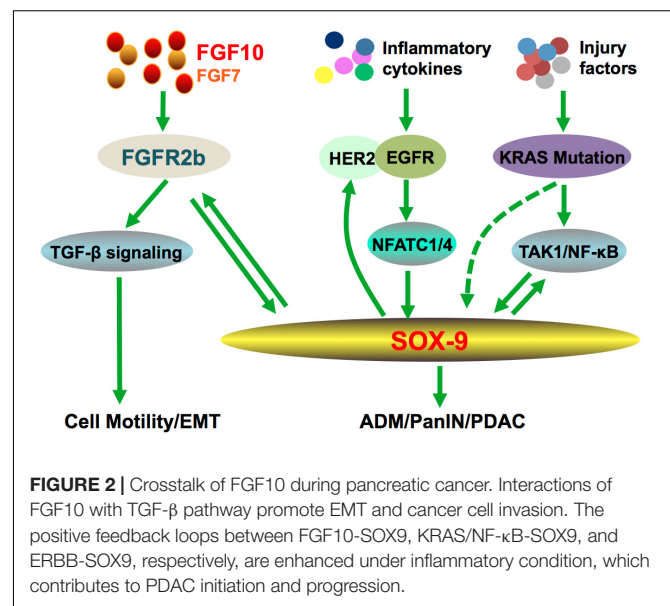 FGF10
FGF7
Inflammatory
cytokines
Injury
factors
FGFR2b
HER2
EGFR
KRAS Mutation
TGF-β signaling
NFATC1/4
TAK1/NF-κB
SOX-9
Cell Motility/EMT
ADM/PanIN/PDAC
FIGURE 2 | Crosstalk of FGF10 during pancreatic cancer. Interactions of
FGF10 with TGF-β pathway promote EMT and cancer cell invasion. The
positive feedback loops between FGF10-SOX9, KRAS/NF-κB-SOX9, and
ERBB-SOX9, respectively, are enhanced under inflammatory condition, which
contributes to PDAC initiation and progression.